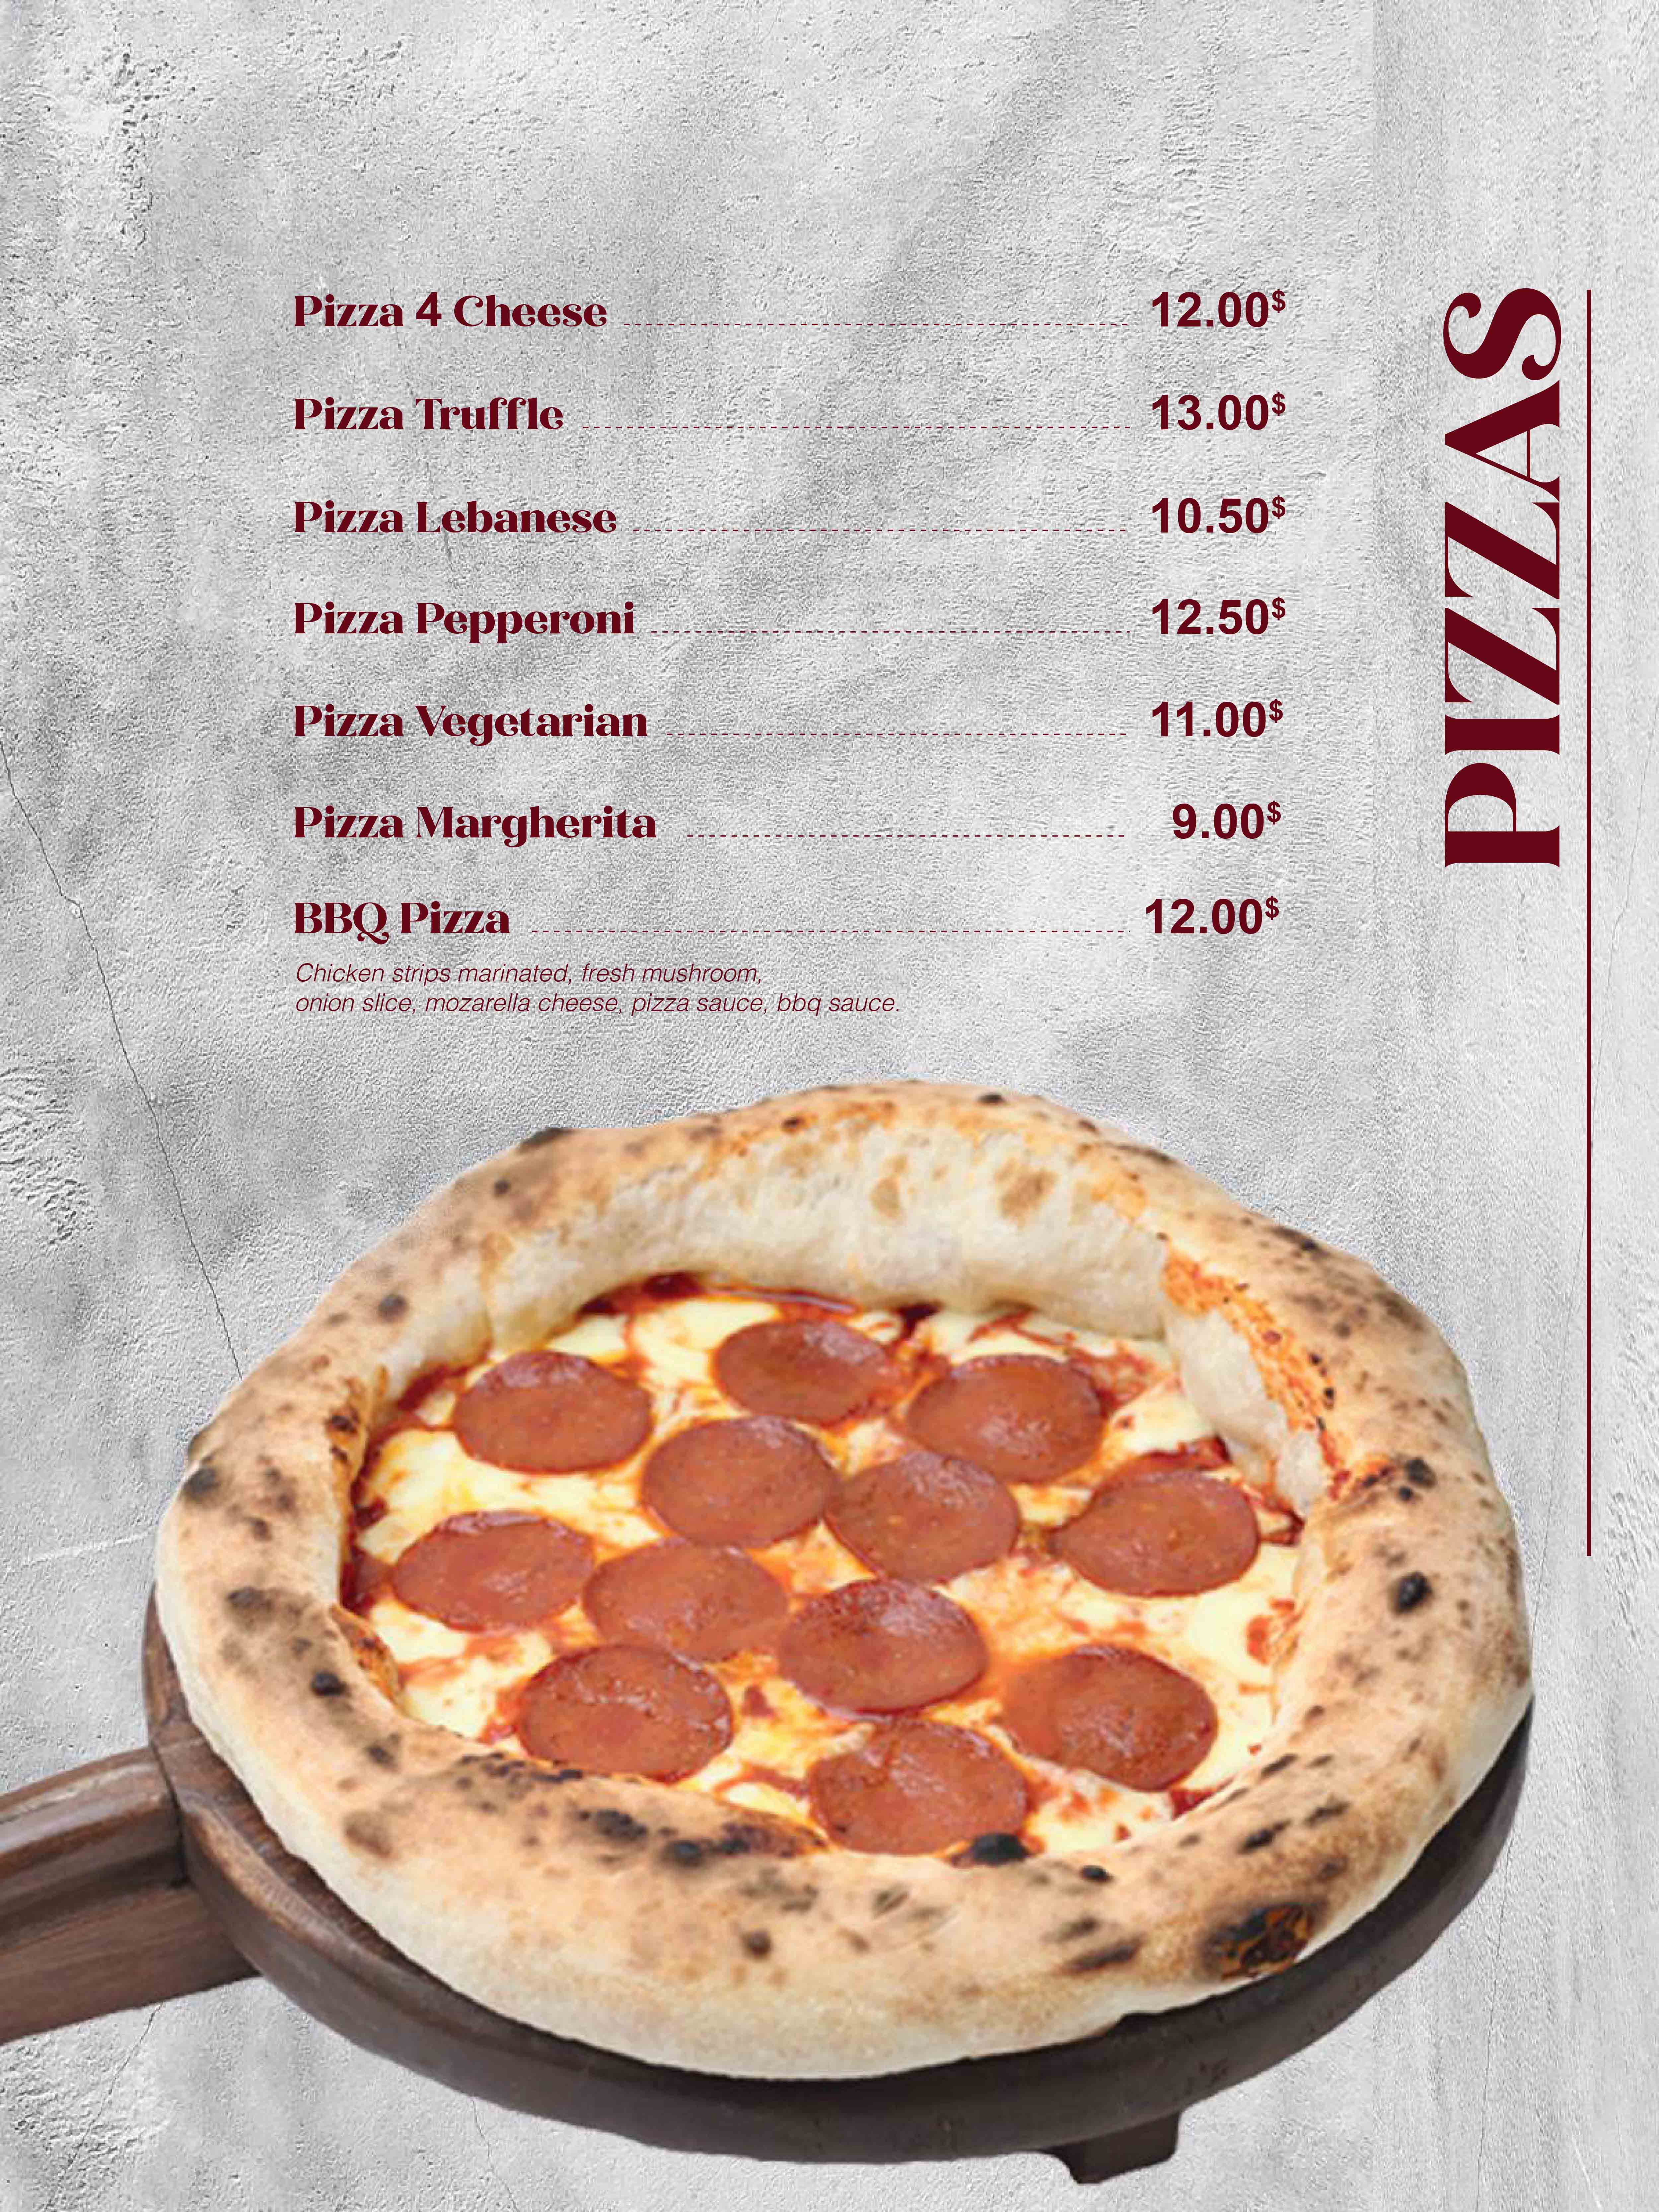 PIZZAS
Pizza 4 Cheese 12.00$
Pizza Truffle 13.00$
Pizza Lebanese 10.50$
Pizza Pepperoni 12.50$
Pizza Vegetarian 11.00$
Pizza Margherita 9.00$
BBQ Pizza 12.00$
Chicken strips marinated, fresh mushroom,
onion slice, mozarella cheese, pizza sauce, bbq sauce.